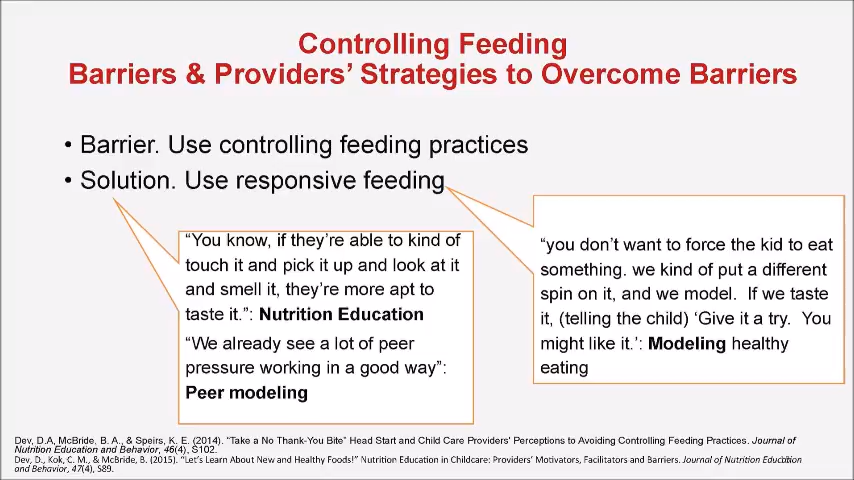 Controlling Feeding
Barriers & Providers’ Strategies to Overcome Barriers
• Barrier. Use controlling feeding practices
• Solution. Use responsive feeding
“You know, if they’re able to kind of
touch it and pick it up and look at it
and smell it, they’re more apt to
taste it.”: Nutrition Education
“We already see a lot of peer
pressure working in a good way”:
Peer modeling
“you don’t want to force the kid to eat
something. we kind of put a different
spin on it, and we model. If we taste
it, (telling the child) ‘Give it a try. You
might like it.’: Modeling healthy
eating
Dev, D.A, McBride, B. A., & Speirs, K. E. (2014). “Take a No Thank-You Bite” Head Start and Child Care Providers’ Perceptions to Avoiding Controlling Feeding Practices. Journal of
Nutrition Education and Behavior, 46(4), S102.
Dev, D., Kok, C. M., & McBride, B. (2015). “Let’s Learn About New and Healthy Foods!” Nutrition Education in Childcare: Providers’ Motivators, Facilitators and Barriers. Journal of Nutrition Education
and Behavior, 47(4), S89.